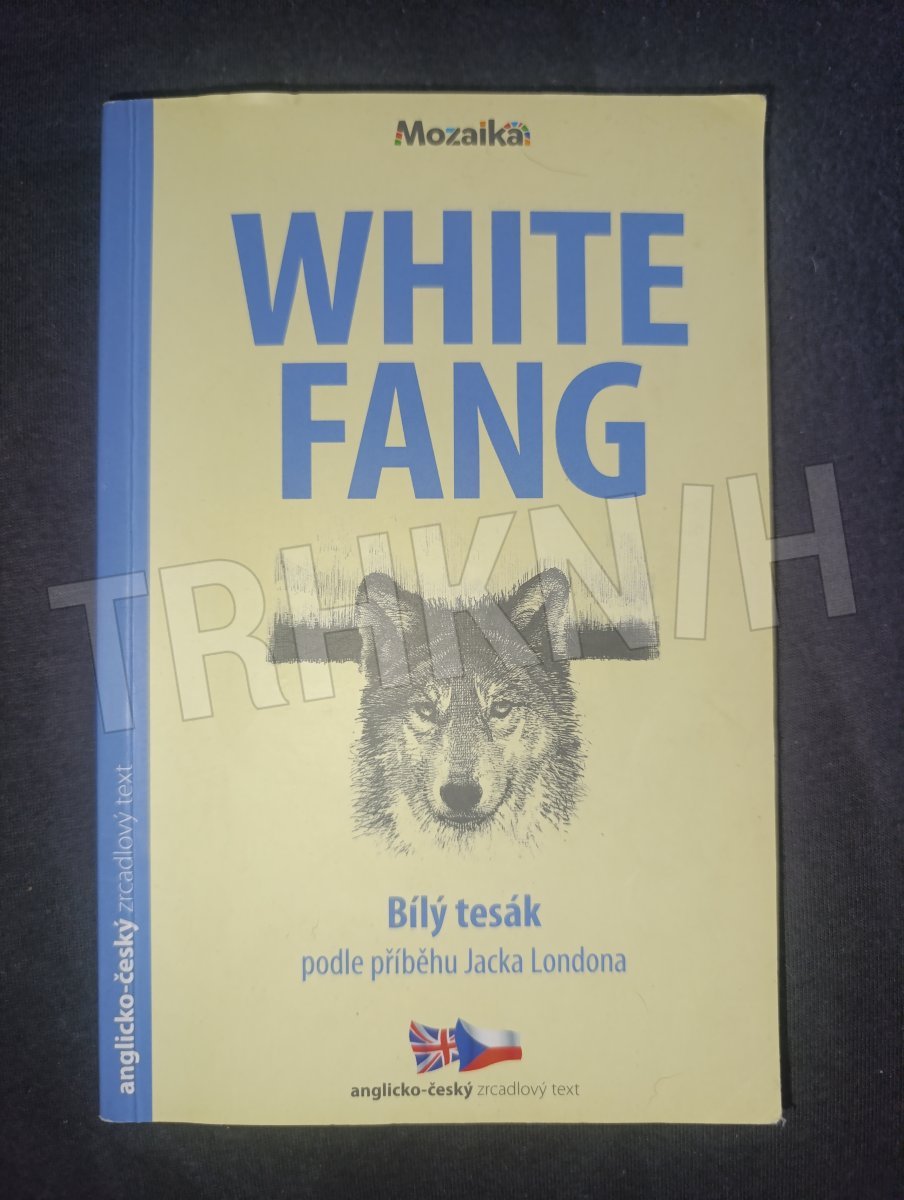 Mozaika
WHITE
FANG
TRHKNIH
Bílý tesák
podle příběhu Jacka Londona
anglicko-český zrcadlový text
anglicko-český zrcadlový text